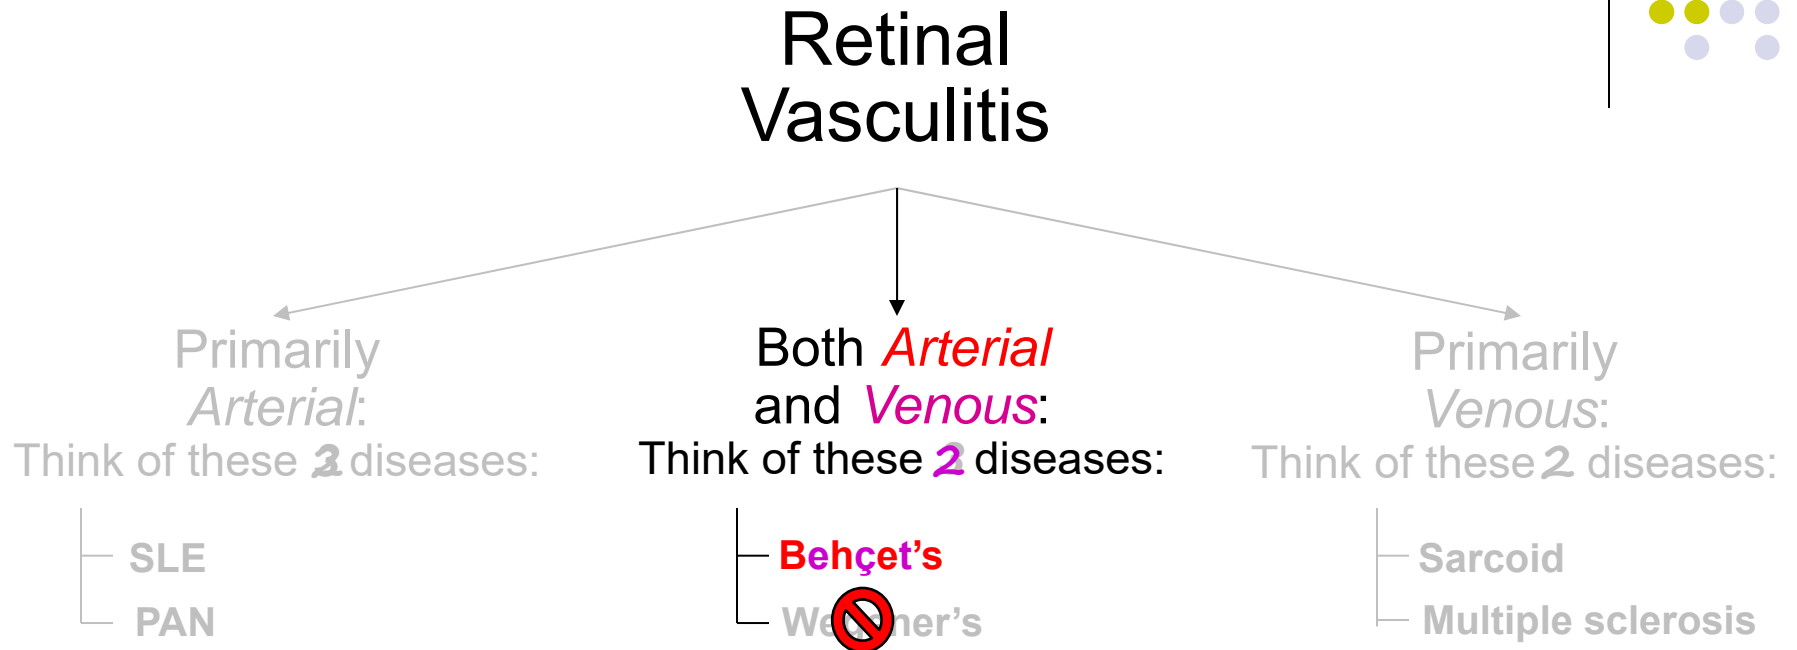 Retinal
Vasculitis
Primarily
Arterial:
Think of these 2 diseases:
SLE
PAN
Both Arterial
and Venous:
Think of these 2 diseases:
Behçet’s
Wegener’s
Primarily
Venous:
Think of these 2 diseases:
Sarcoid
Multiple sclerosis